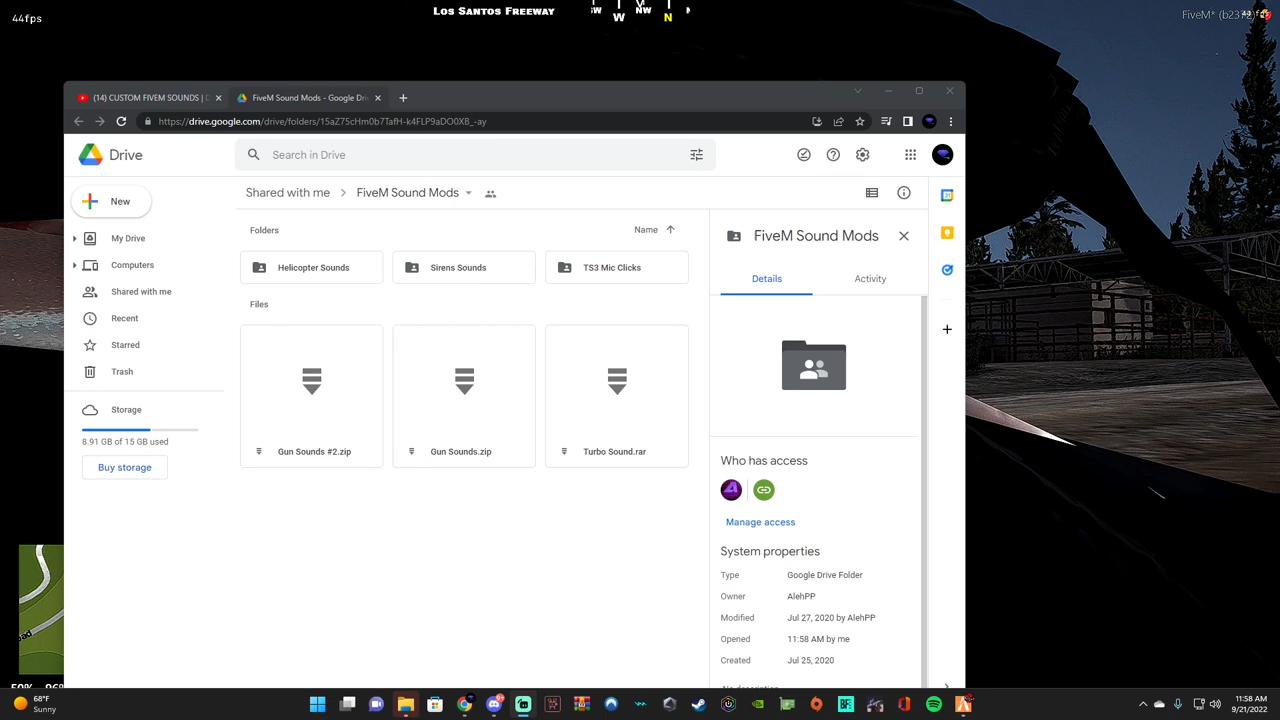 44fps
Los Santos Freeway
SW W NW N
FiveM* (b2372)
(14) CUSTOM FIVEM SOUNDS | D
FiveM Sound Mods - Google Driv
https://drive.google.com/drive/folders/15aZ75cHm0b7TafH-k4FLP9aDO0XB_-ay
Drive
Search in Drive
New
Shared with me
FiveM Sound Mods
My Drive
Computers
Shared with me
Recent
Starred
Trash
Storage
8.91 GB of 15 GB used
Buy storage
Folders
Name
Helicopter Sounds
Sirens Sounds
TS3 Mic Clicks
Files
Gun Sounds #2.zip
Gun Sounds.zip
Turbo Sound.rar
FiveM Sound Mods
Details
Activity
Who has access
Manage access
System properties
Type Google Drive Folder
Owner AlehPP
Modified Jul 27, 2020 by AlehPP
Opened 11:58 AM by me
Created Jul 25, 2020
68°F
Sunny
11:58 AM
9/21/2022